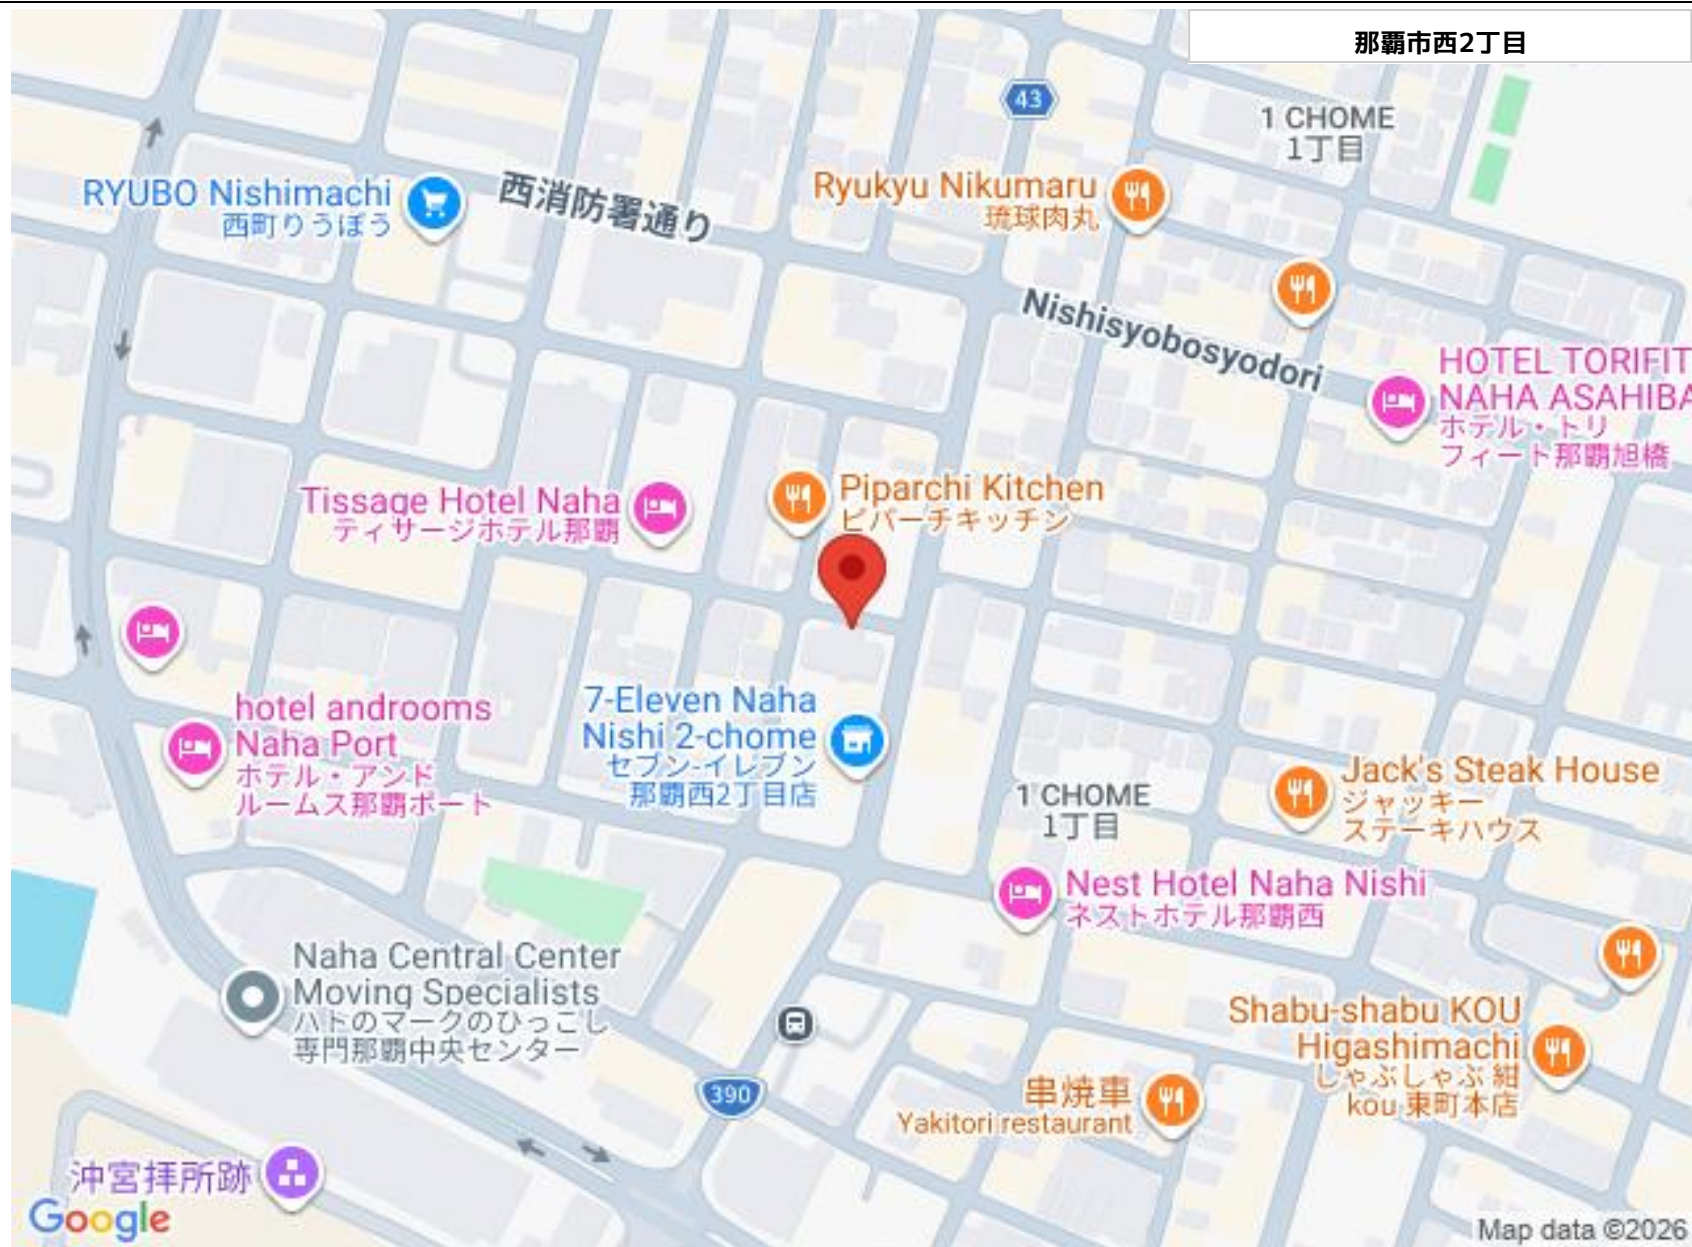 那覇市西2丁目
43
1 CHOME
1丁目
RYUBO Nishimachi
西町りうぼう
西消防署通り
Ryukyu Nikumaru
琉球肉丸
Nishisyobosyodori
HOTEL TORIFIT
NAHA ASAHIBA
ホテル・トリ
フィート那覇旭橋
Tissage Hotel Naha
ティサージホテル那覇
Piparchi Kitchen
ピパーチキッチン
hotel androoms
Naha Port
ホテル・アンド
ルームス那覇ポート
7-Eleven Naha
Nishi 2-chome
セブン-イレブン
那覇西2丁目店
1 CHOME
1丁目
Jack's Steak House
ジャッキー
ステーキハウス
Nest Hotel Naha Nishi
ネストホテル那覇西
Naha Central Center
Moving Specialists
ハトのマークのひっこし
専門那覇中央センター
Shabu-shabu KOU
Higashimachi
しゃぶしゃぶ 紺
kou 東町本店
390
串焼車
Yakitori restaurant
沖宮拝所跡
Google
Map data ©2026